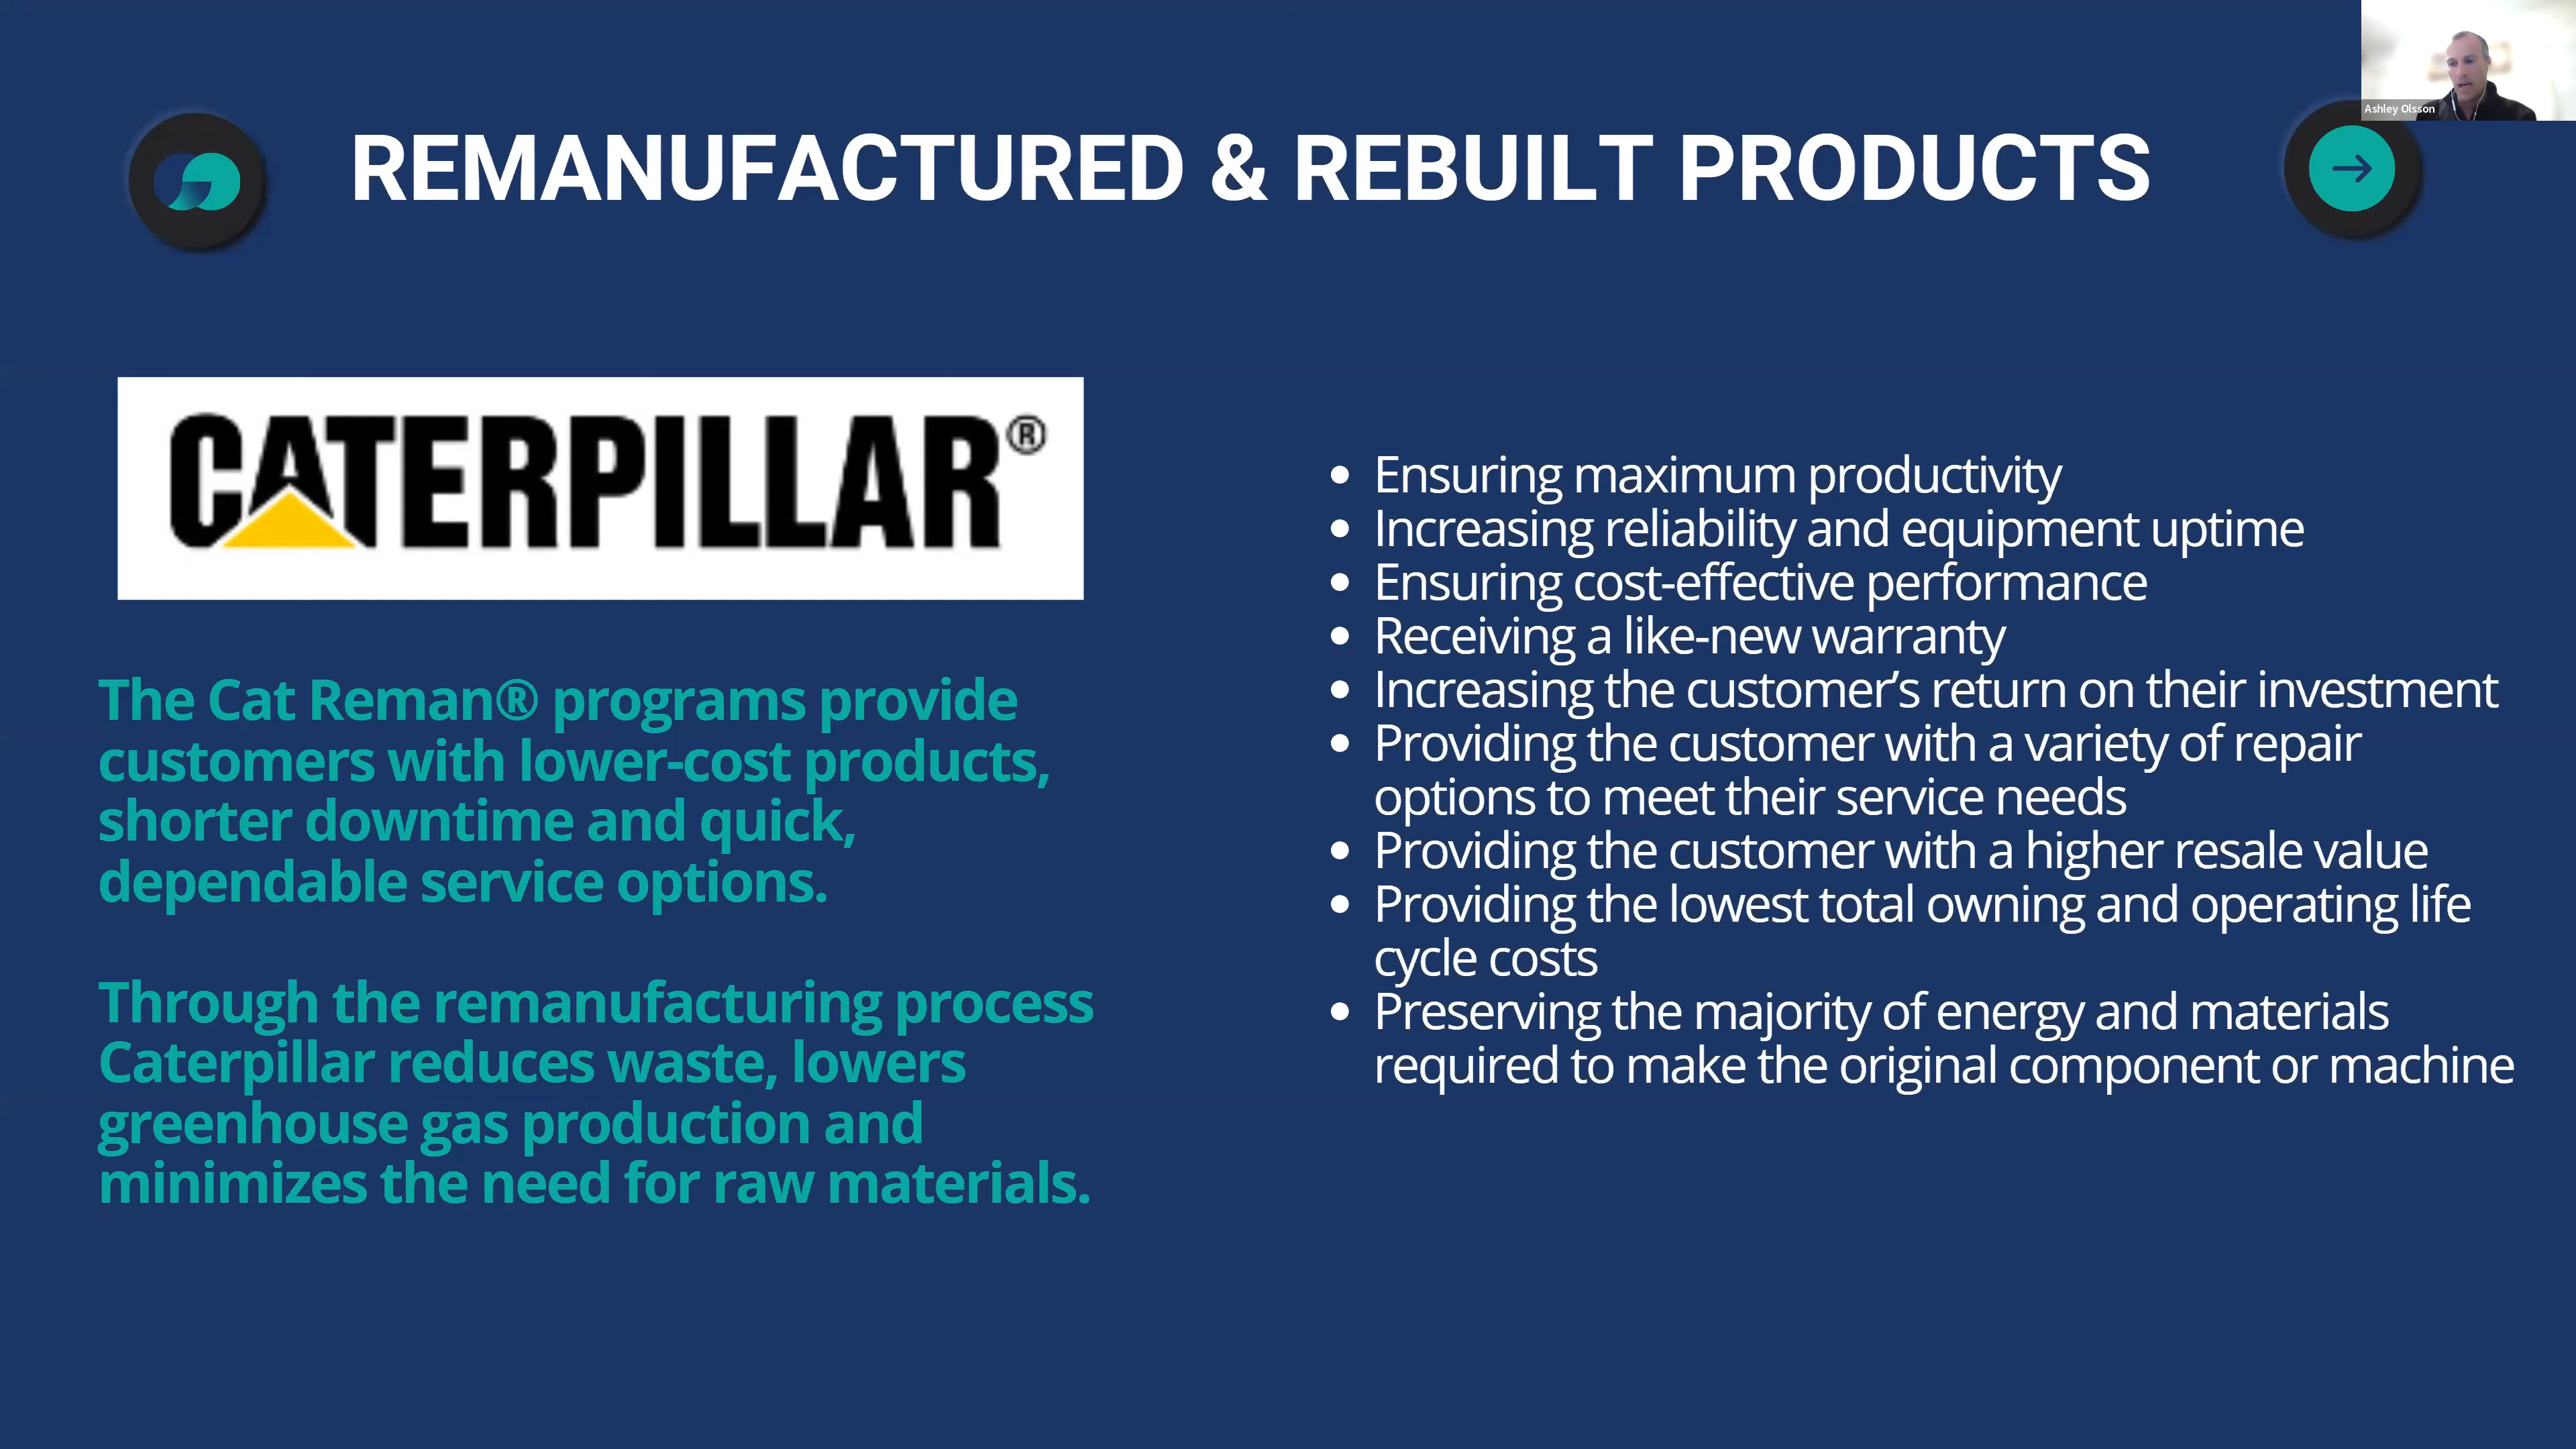 Ashley Olsson
REMANUFACTURED & REBUILT PRODUCTS
CATERPILLAR®
The Cat Reman® programs provide
customers with lower-cost products,
shorter downtime and quick,
dependable service options.
Through the remanufacturing process
Caterpillar reduces waste, lowers
greenhouse gas production and
minimizes the need for raw materials.
• Ensuring maximum productivity
• Increasing reliability and equipment uptime
• Ensuring cost-effective performance
• Receiving a like-new warranty
• Increasing the customer’s return on their investment
• Providing the customer with a variety of repair
options to meet their service needs
• Providing the customer with a higher resale value
• Providing the lowest total owning and operating life
cycle costs
• Preserving the majority of energy and materials
required to make the original component or machine